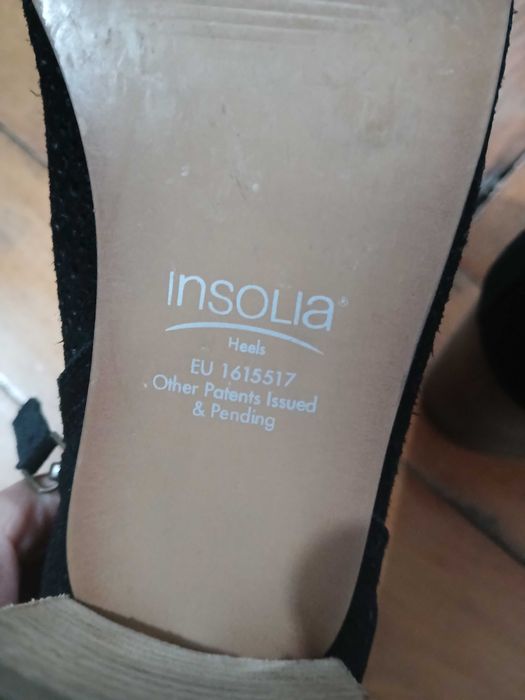 INSOLIA®
Heels
EU 1615517
Other Patents Issued
& Pending